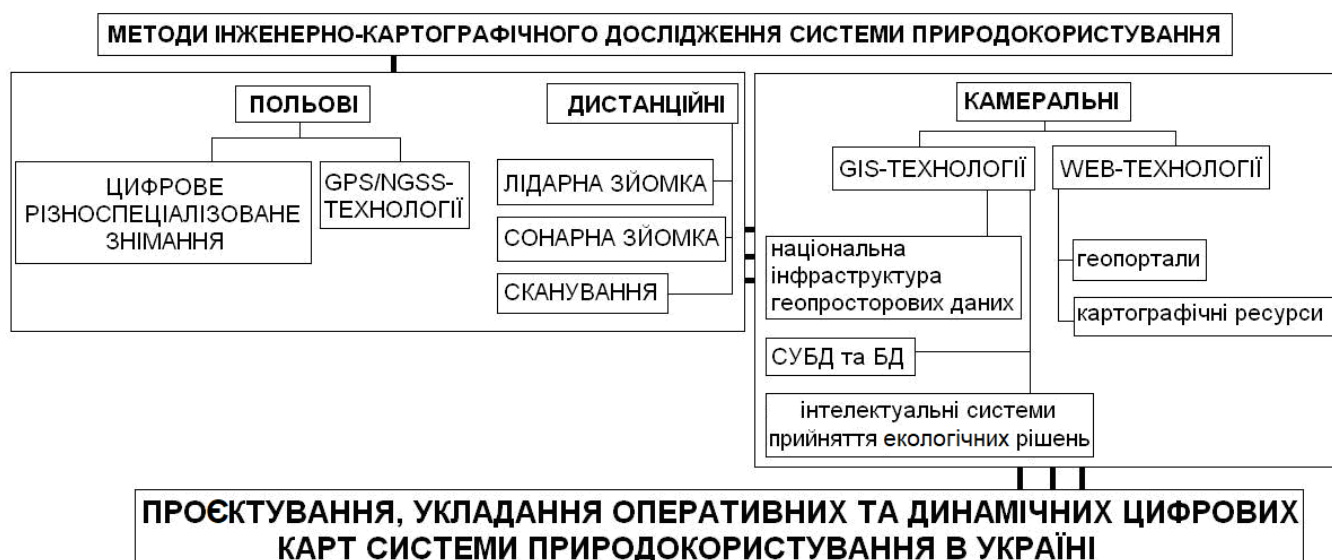 МЕТОДИ ІНЖЕНЕРНО-КАРТОГРАФІЧНОГО ДОСЛІДЖЕННЯ СИСТЕМИ ПРИРОДОКОРИСТУВАННЯ
ПОЛЬОВІ
ЦИФРОВЕ
РІЗНОСПЕЦІАЛІЗОВАНЕ
ЗНІМАННЯ
GPS/NGSS-
ТЕХНОЛОГІЇ
ДИСТАНЦІЙНІ
ЛІДАРНА ЗЙОМКА
СОНАРНА ЗЙОМКА
СКАНУВАННЯ
КАМЕРАЛЬНІ
GIS-ТЕХНОЛОГІЇ
національна
інфраструктура
геопросторових даних
СУБД та БД
інтелектуальні системи
прийняття екологічних рішень
WEB-ТЕХНОЛОГІЇ
геопортали
картографічні ресурси
ПРОЄКТУВАННЯ, УКЛАДАННЯ ОПЕРАТИВНИХ ТА ДИНАМІЧНИХ ЦИФРОВИХ
КАРТ СИСТЕМИ ПРИРОДОКОРИСТУВАННЯ В УКРАЇНІ